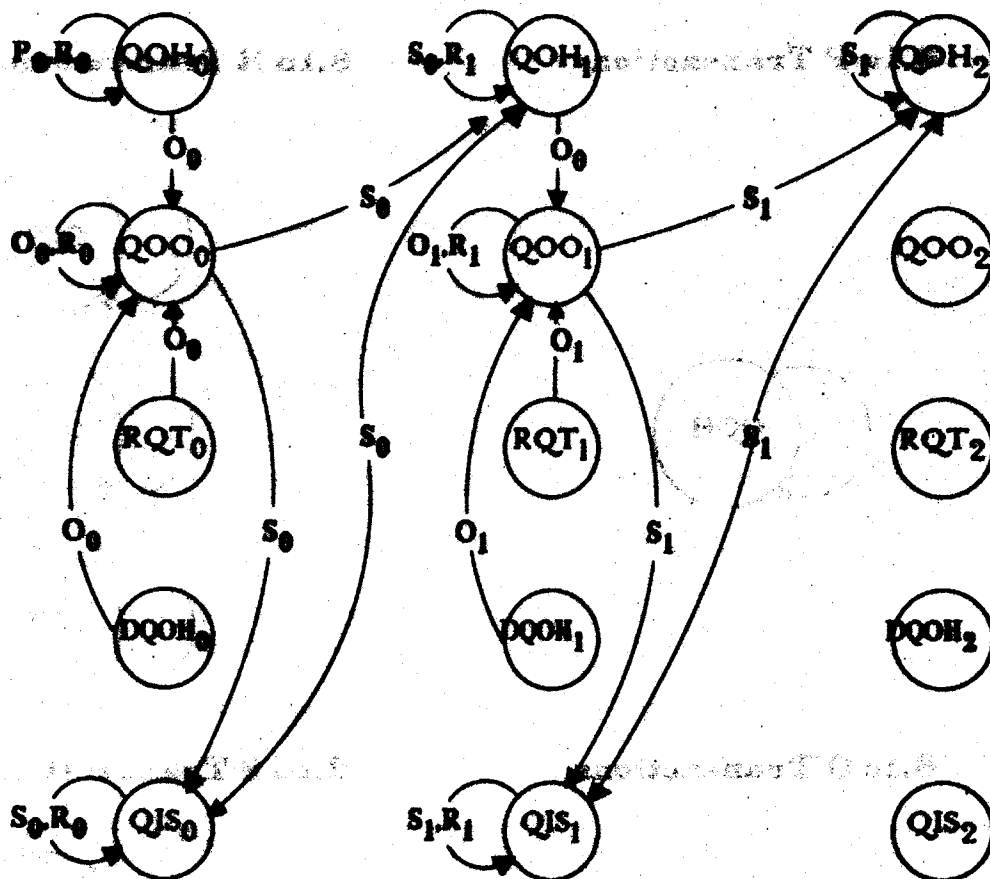 P₀,R₀ QOH₀ S₀,R₁ QOH₁ S₁ QOH₂
O₀ O₀
S₀ S₁
O₀,R₀ QOO₀ O₁,R₁ QOO₁ QOO₂
O₀ O₁
RQT₀ S₀ RQT₁ S₁ RQT₂
O₀ S₀ O₁ S₁
DQOH₀ DQOH₁ DQOH₂
S₀,R₀ QIS₀ S₁,R₁ QIS₁ QIS₂